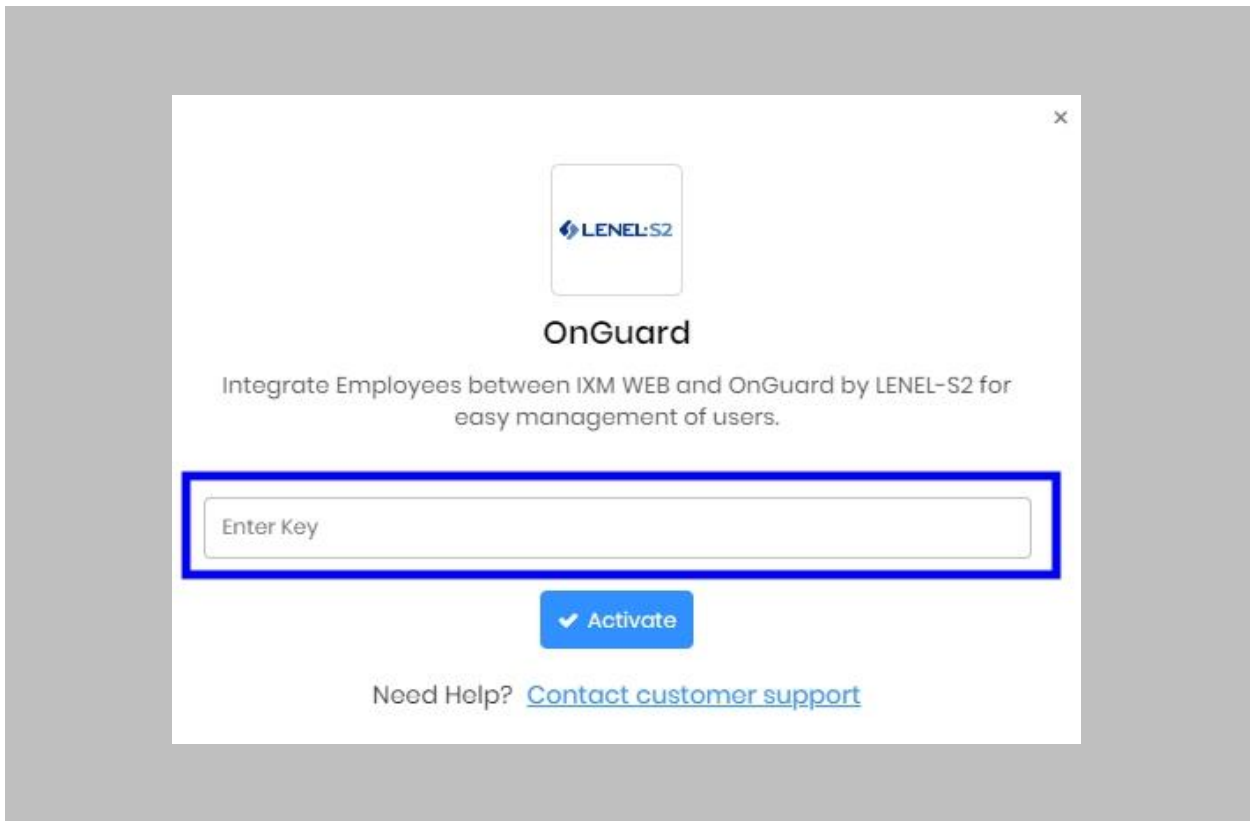 ×
LENEL·S2
OnGuard
Integrate Employees between IXM WEB and OnGuard by LENEL-S2 for
easy management of users.
Enter Key
Activate
Need Help? Contact customer support